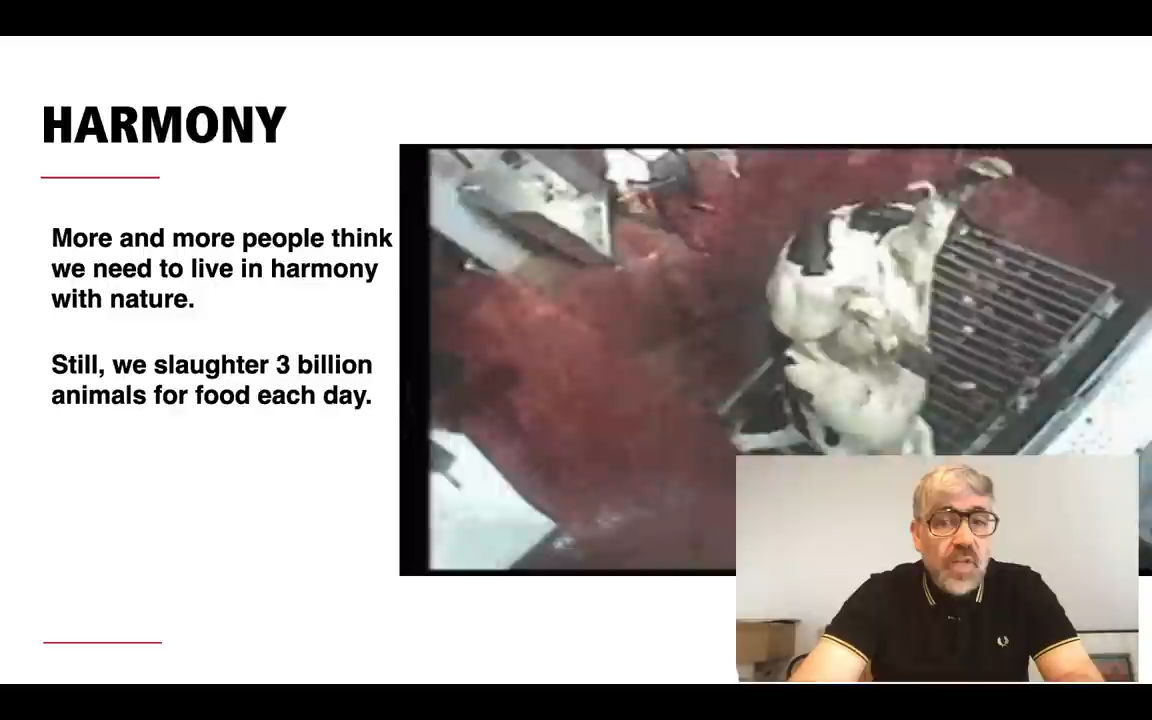 HARMONY
More and more people think
we need to live in harmony
with nature.
Still, we slaughter 3 billion
animals for food each day.